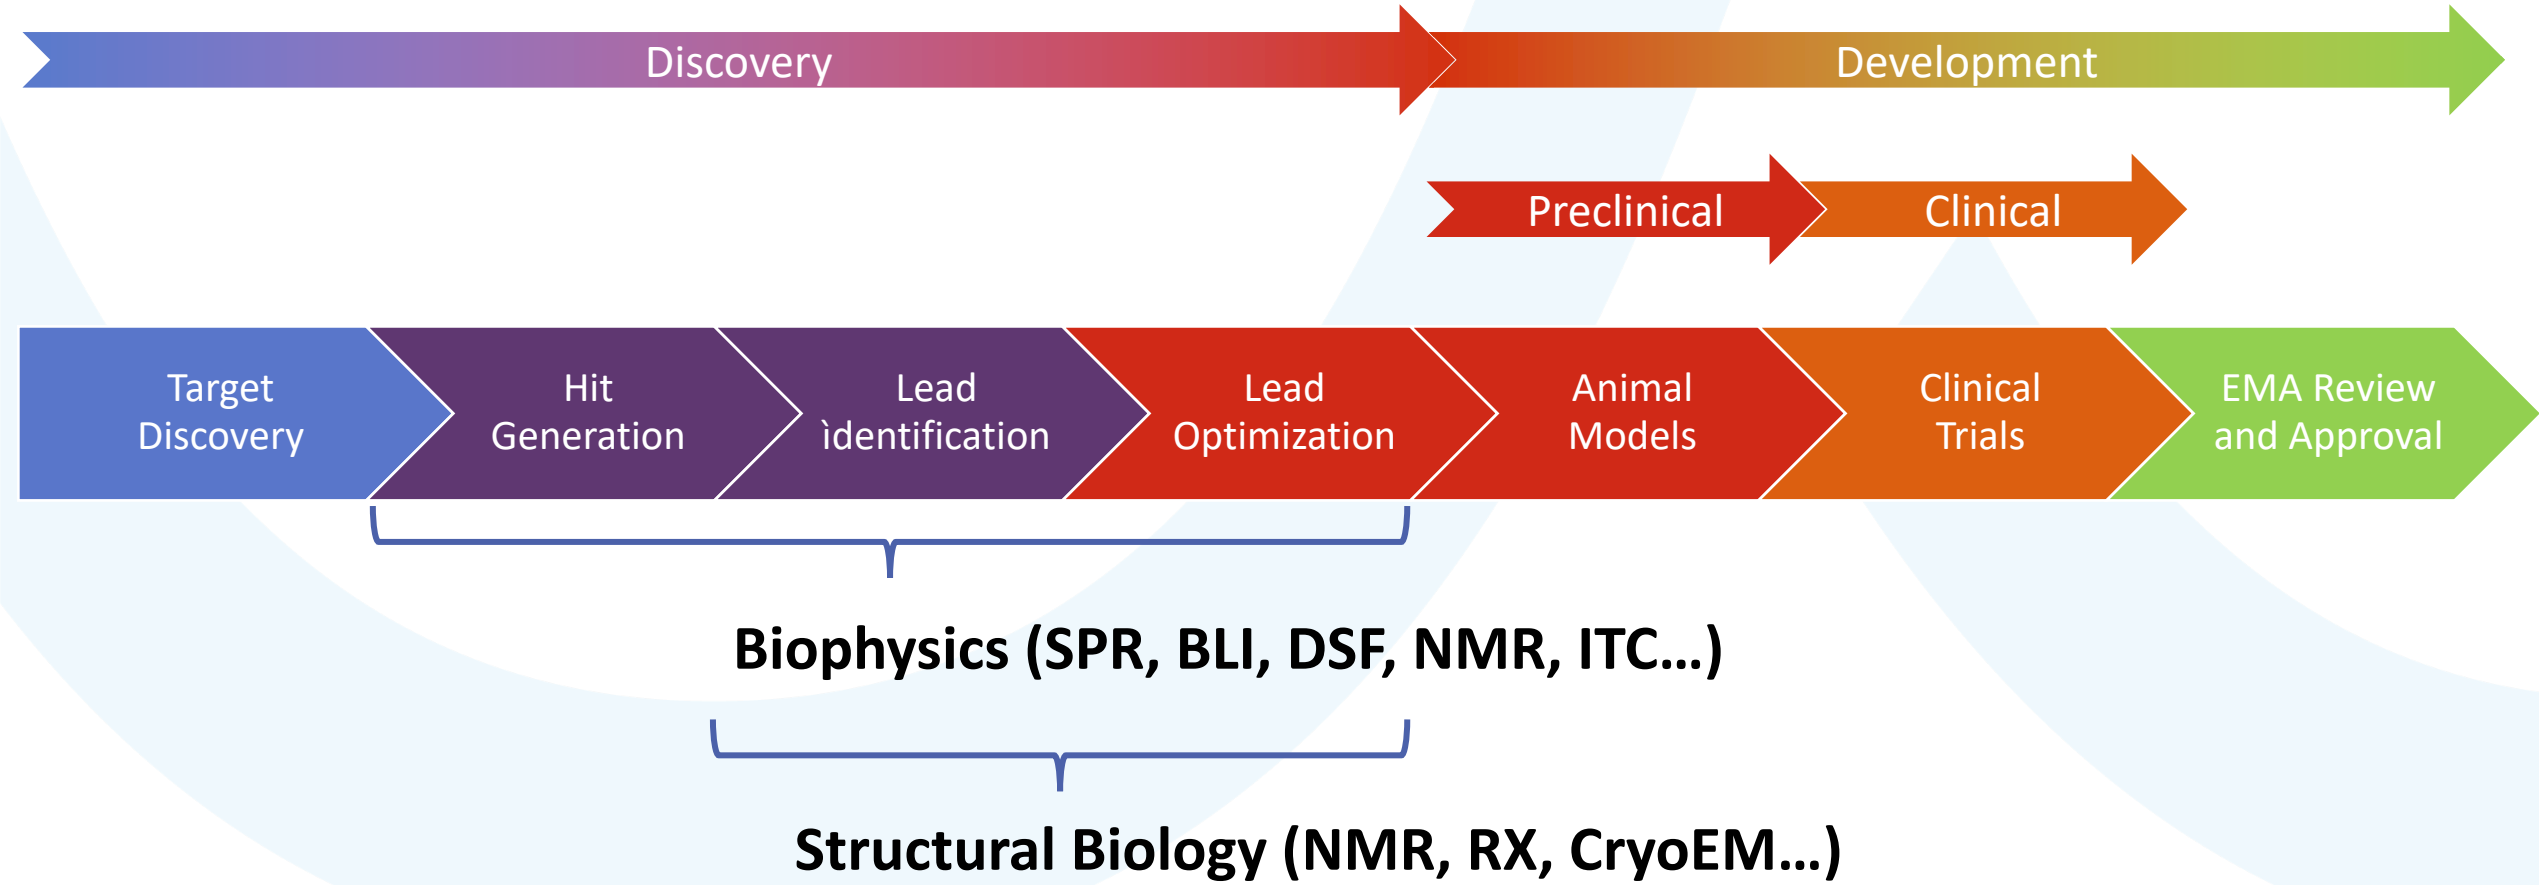 Discovery
Development
Preclinical
Clinical
Target
Discovery
Hit
Generation
Lead
ìdentification
Lead
Optimization
Animal
Models
Clinical
Trials
EMA Review
and Approval
Biophysics (SPR, BLI, DSF, NMR, ITC...)
Structural Biology (NMR, RX, CryoEM...)